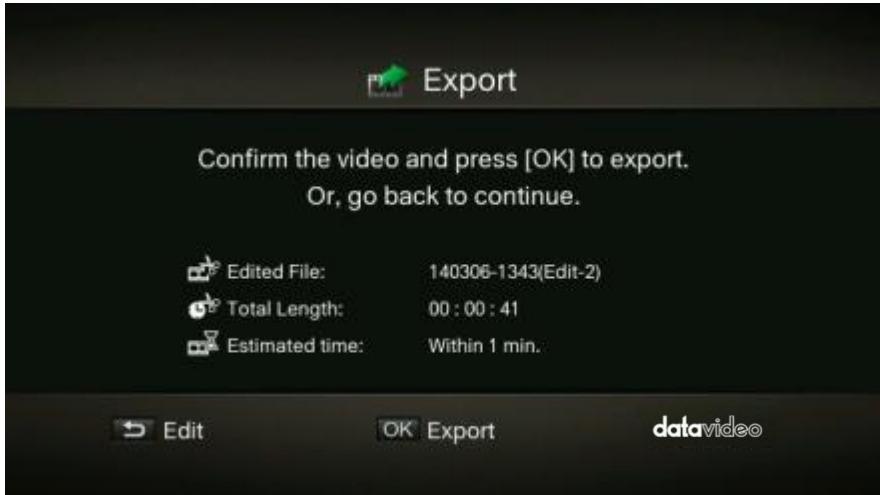 Export
Confirm the video and press [OK] to export.
Or, go back to continue.
Edited File: 140306-1343(Edit-2)
Total Length: 00 : 00 : 41
Estimated time: Within 1 min.
Edit OK Export datavideo